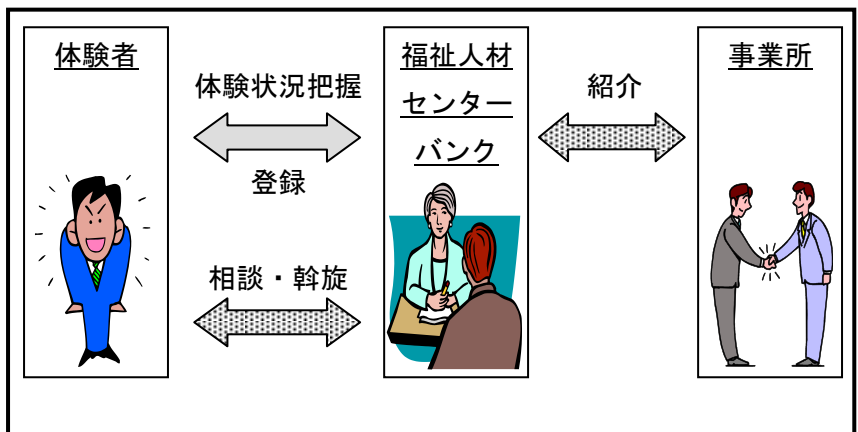 体験者
体験状況把握
登録
相談・斡旋
福祉人材
センター
バンク
紹介
事業所